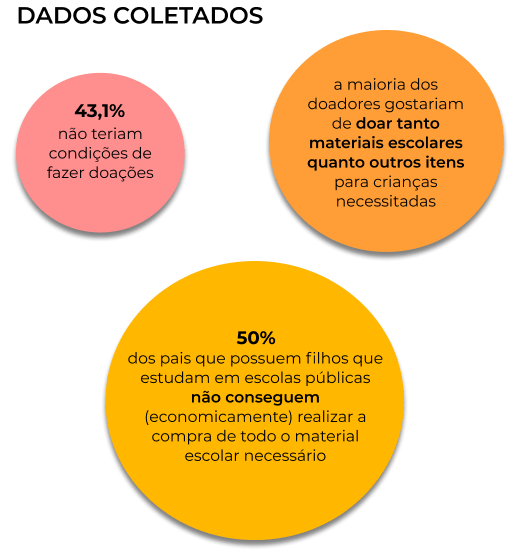 DADOS COLETADOS
43,1%
não teriam
condições de
fazer doações
a maioria dos
doadores gostariam
de doar tanto
materiais escolares
quanto outros itens
para crianças
necessitadas
50%
dos pais que possuem filhos que
estudam em escolas públicas
não conseguem
(economicamente) realizar a
compra de todo o material
escolar necessário